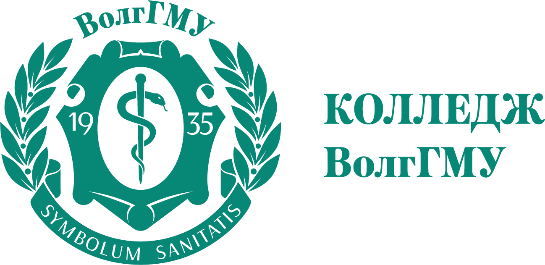 ВолгГМУ
19 35
SYMBOLUM SANITATIS
КОЛЛЕДЖ
ВолгГМУ